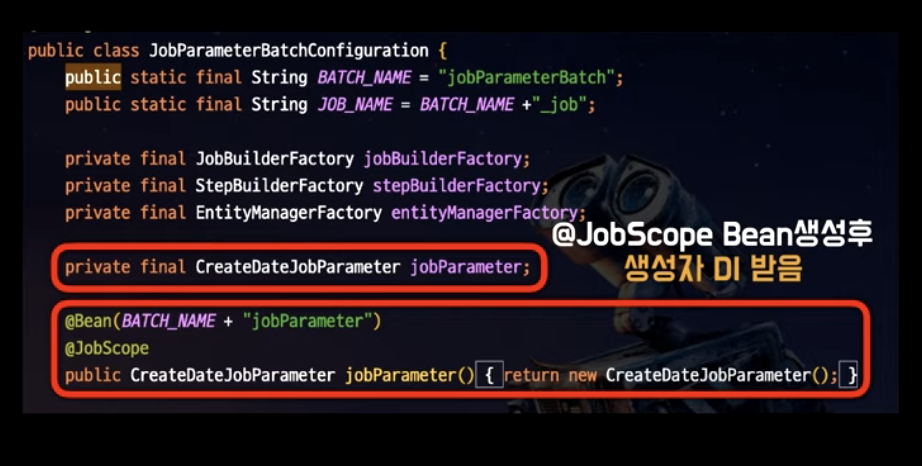 public class JobParameterBatchConfiguration {
public static final String BATCH_NAME = "jobParameterBatch";
public static final String JOB_NAME = BATCH_NAME +"_job";
private final JobBuilderFactory jobBuilderFactory;
private final StepBuilderFactory stepBuilderFactory;
private final EntityManagerFactory entityManagerFactory;
@JobScope Bean생성후
private final CreateDateJobParameter jobParameter;
생성자 DI 받음
@Bean(BATCH_NAME + "jobParameter")
@JobScope
public CreateDateJobParameter jobParameter() { return new CreateDateJobParameter(); }